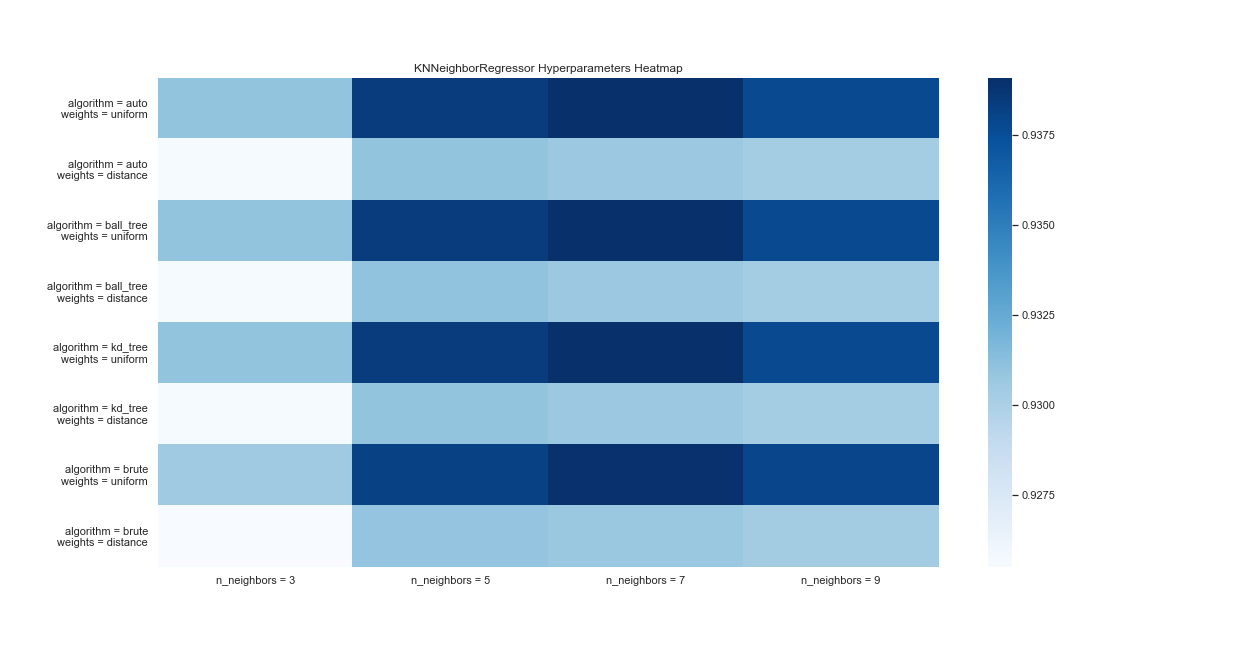 KNNeighborRegressor Hyperparameters Heatmap
algorithm = auto
weights = uniform
algorithm = auto
weights = distance
algorithm = ball_tree
weights = uniform
algorithm = ball_tree
weights = distance
algorithm = kd_tree
weights = uniform
algorithm = kd_tree
weights = distance
algorithm = brute
weights = uniform
algorithm = brute
weights = distance
n_neighbors = 3
n_neighbors = 5
n_neighbors = 7
n_neighbors = 9
0.9375
0.9350
0.9325
0.9300
0.9275